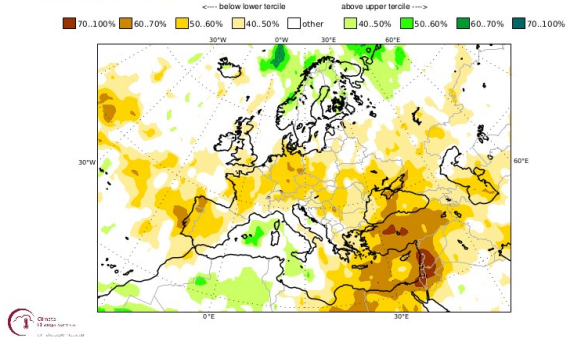 <---- below lower tercile above upper tercile ---->
70..100% 60..70% 50..60% 40..50% other 40..50% 50..60% 60..70% 70..100%
30°W 0°W 30°E 60°E
30°W 60°E
0°E 30°E
Climate